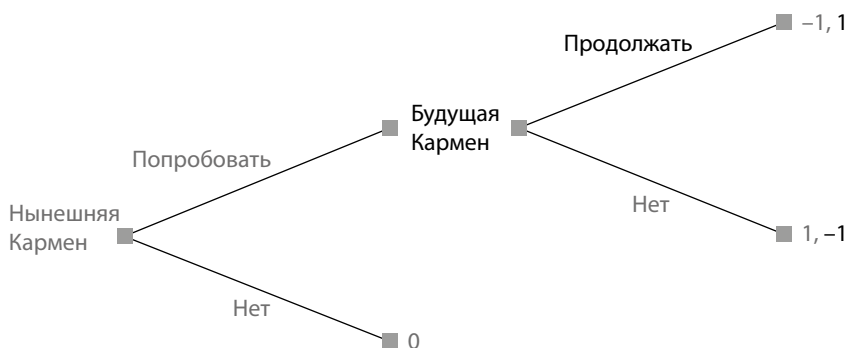 –1, 1
Продолжать
Будущая
Кармен
Попробовать
Нет
Нынешняя
Кармен
1, –1
Нет
0